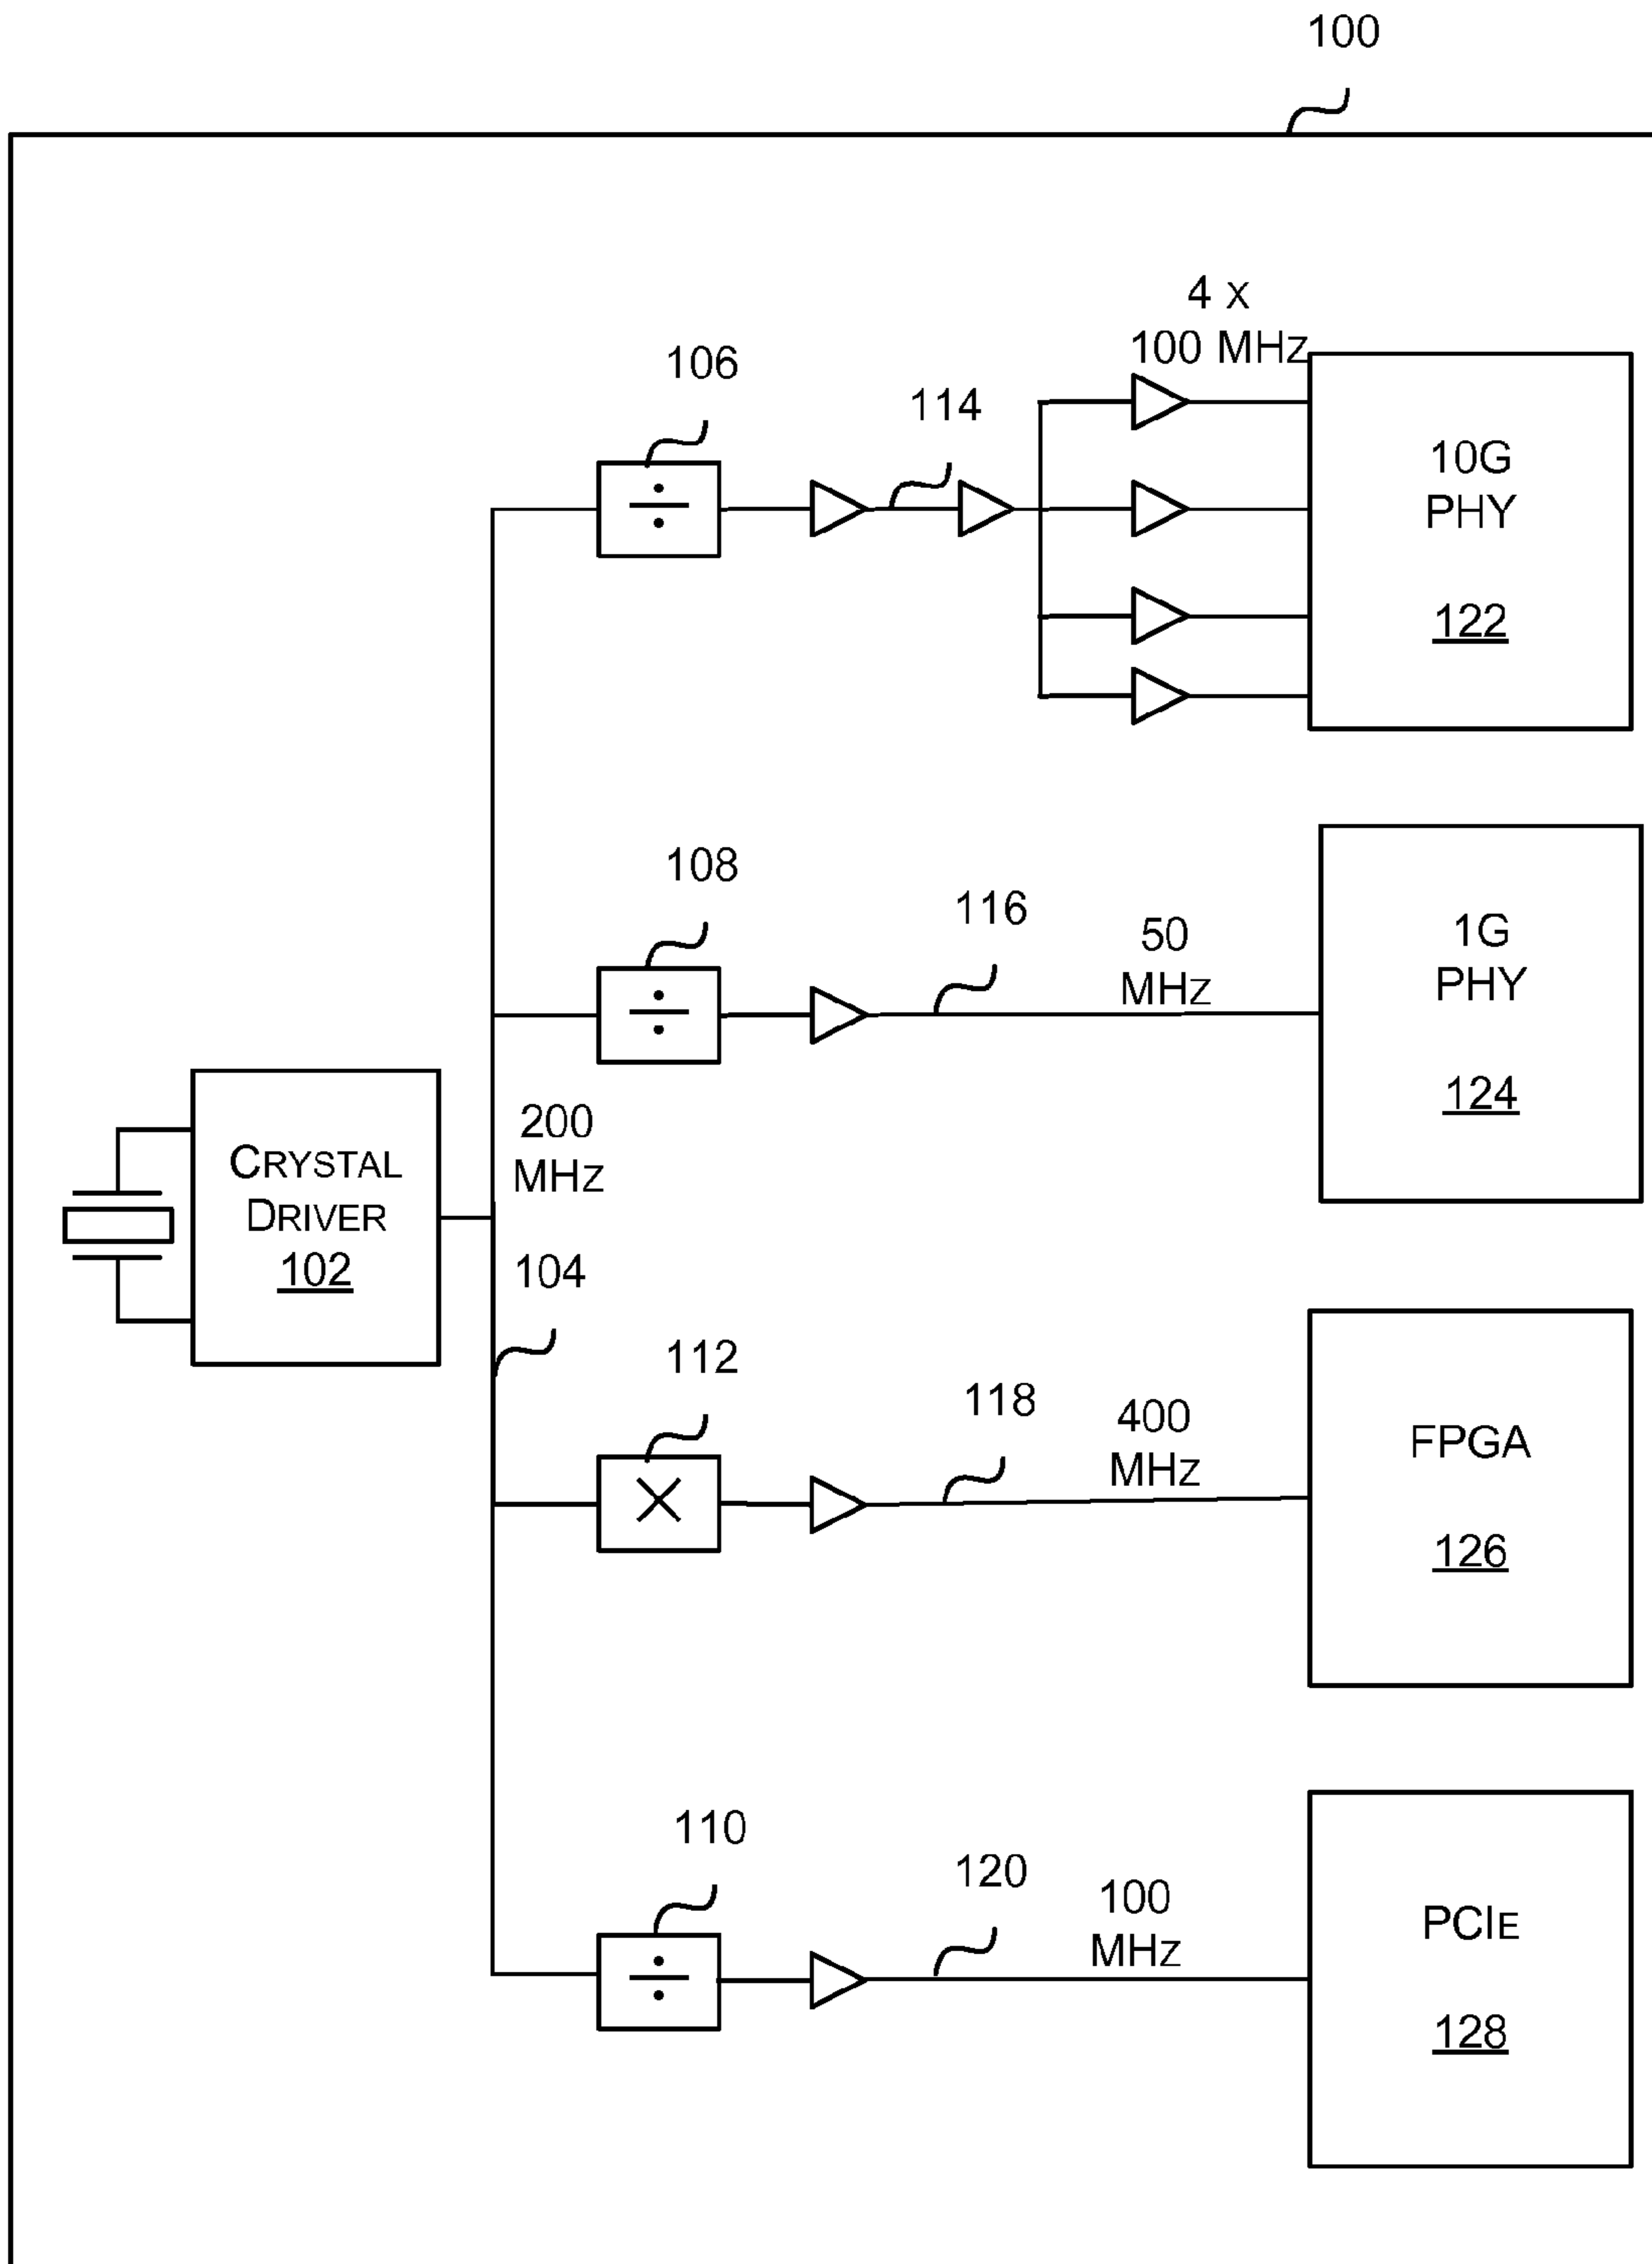 100
4 X
100 MHZ
106
114
10G
PHY
122
108
116
50
MHZ
1G
PHY
124
200
MHZ
CRYSTAL
DRIVER
102
104
112
118
400
MHZ
FPGA
126
110
120
100
MHZ
PCIE
128